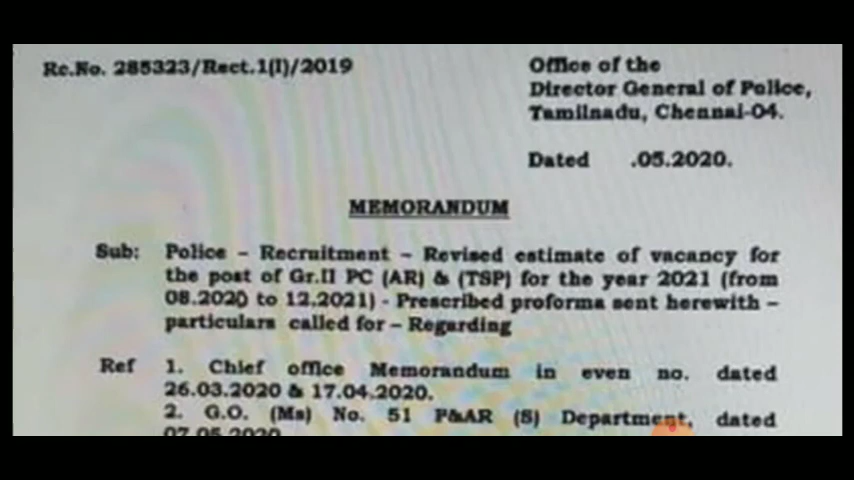 Rc.No. 285323/Rect.1(I)/2019
Office of the
Director General of Police,
Tamilnadu, Chennai-04.
Dated .05.2020.
MEMORANDUM
Sub: Police – Recruitment – Revised estimate of vacancy for
the post of Gr.II PC (AR) & (TSP) for the year 2021 (from
08.2020 to 12.2021) - Prescribed proforma sent herewith –
particulars called for – Regarding
Ref 1. Chief office Memorandum in even no. dated
26.03.2020 & 17.04.2020.
2. G.O. (Ms) No. 51 P&AR (S) Department, dated
07.05.2020